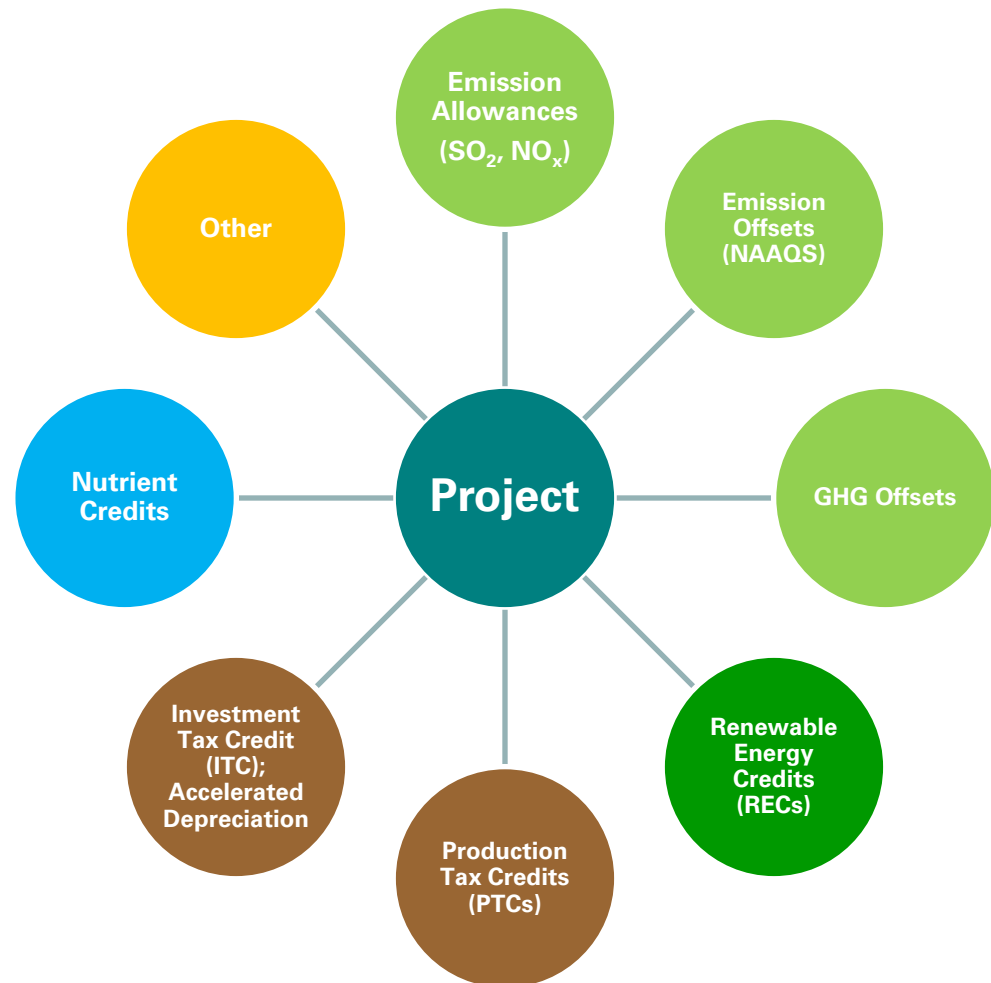 Emission
Allowances
(SO₂, NOₓ)
Emission
Offsets
(NAAQS)
GHG Offsets
Renewable
Energy
Credits
(RECs)
Production
Tax Credits
(PTCs)
Investment
Tax Credit
(ITC);
Accelerated
Depreciation
Nutrient
Credits
Other
Project